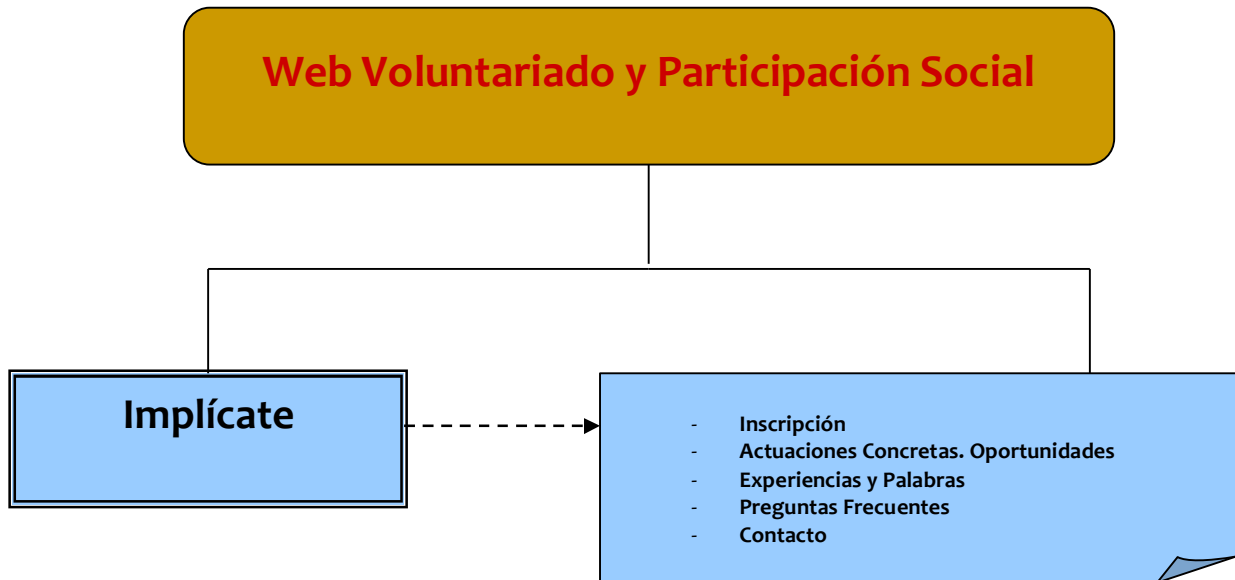 Web Voluntariado y Participación Social
Implícate
- Inscripción
- Actuaciones Concretas. Oportunidades
- Experiencias y Palabras
- Preguntas Frecuentes
- Contacto